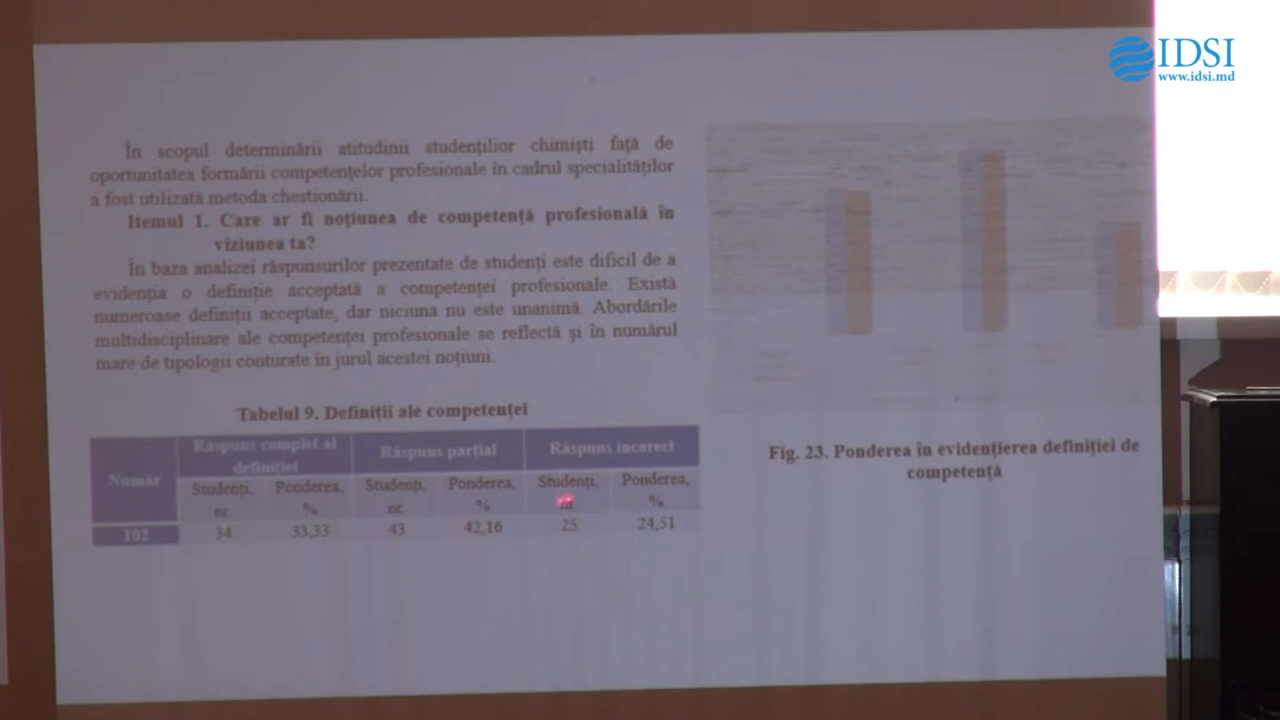 IDSI
www.idsi.md
În scopul determinării atitudinii studenților chimiști față de
oportunitatea formării competențelor profesionale în cadrul specialităților
a fost utilizată metoda chestionării.
Itemul 1. Care ar fi noțiunea de competență profesională în
viziunea ta?
În baza analizei răspunsurilor prezentate de studenți este dificil de a
evidenția o definiție acceptată a competenței profesionale. Există
numeroase definiții acceptate, dar niciuna nu este unanimă. Abordările
multidisciplinare ale competenței profesionale se reflectă și în numărul
mare de tipologii conturate în jurul acestei noțiuni.
Tabelul 9. Definiții ale competenței
Număr
Răspuns complet al definiției
Răspuns parțial
Răspuns incorect
Studenți, nr.
Ponderea, %
Studenți, nr.
Ponderea, %
Studenți, nr.
Ponderea, %
102 34 33,33 43 42,16 25 24,51
Fig. 23. Ponderea în evidențierea definiției de
competență